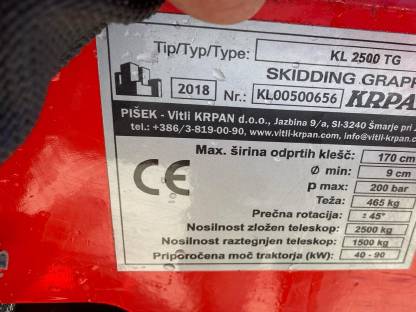 Tip/Typ/Type: KL 2500 TG
SKIDDING GRAPP
2018 Nr.: KL00500656 KRPA
PIŠEK - Vitli KRPAN d.o.o., Jazbina 9/a, SI-3240 Šmarje pri
tel.: +386/3-819-00-90, www.vitli-krpan.com, info@vitli-krpan
Max. širina odprtih klešč: 170 cm
Ø min: 9 cm
p max: 200 bar
Teža: 465 kg
Prečna rotacija: ± 45°
Nosilnost zložen teleskop: 2500 kg
Nosilnost raztegnjen teleskop: 1500 kg
Priporočena moč traktorja (kW): 40 - 90
CE